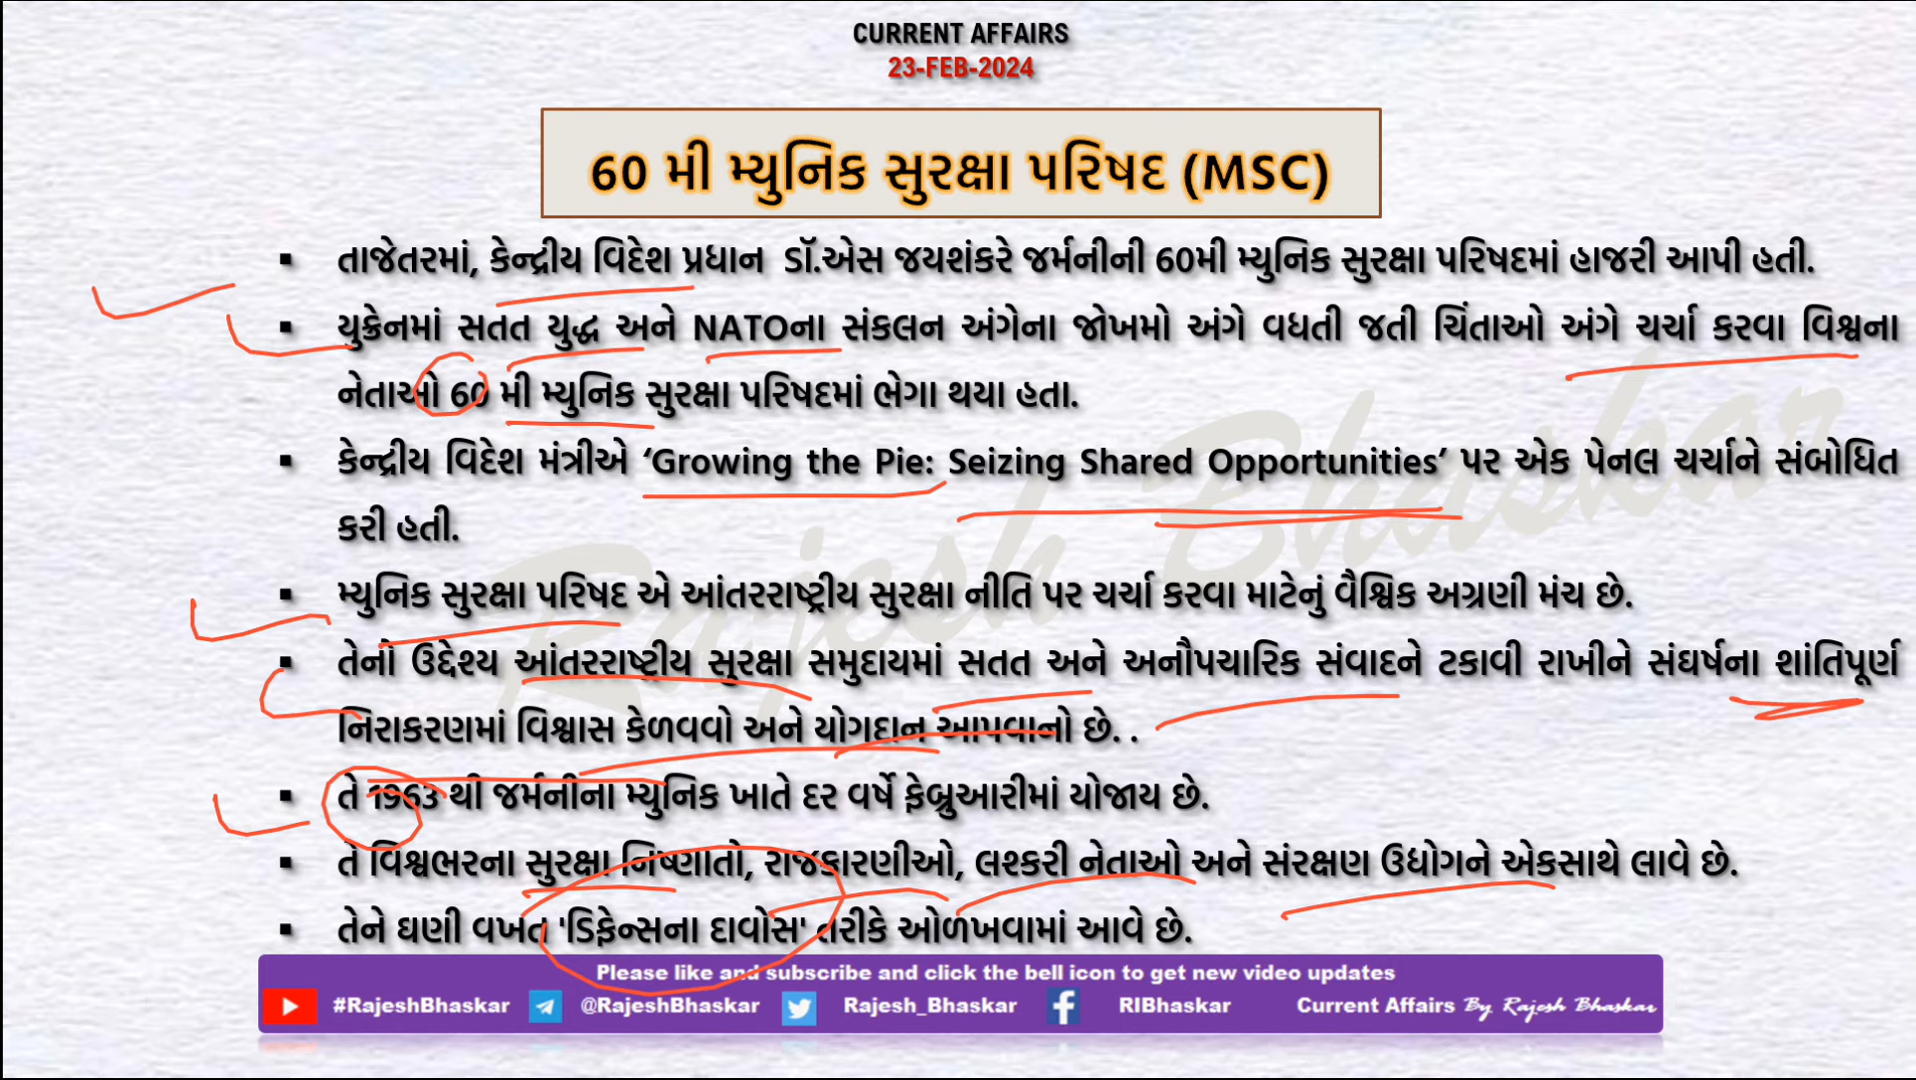 CURRENT AFFAIRS
23-FEB-2024
60 મી મ્યુનિક સુરક્ષા પરિષદ (MSC)
▪ તાજેતરમાં, કેન્દ્રીય વિદેશ પ્રધાન ડૉ.એસ જયશંકરે જર્મનીની 60મી મ્યુનિક સુરક્ષા પરિષદમાં હાજરી આપી હતી.
▪ યુક્રેનમાં સતત યુદ્ધ અને NATOના સંકલન અંગેના જોખમો અંગે વધતી જતી ચિંતાઓ અંગે ચર્ચા કરવા વિશ્વના
નેતાઓ 60 મી મ્યુનિક સુરક્ષા પરિષદમાં ભેગા થયા હતા.
▪ કેન્દ્રીય વિદેશ મંત્રીએ ‘Growing the Pie: Seizing Shared Opportunities’ પર એક પેનલ ચર્ચાને સંબોધિત
કરી હતી.
▪ મ્યુનિક સુરક્ષા પરિષદ એ આંતરરાષ્ટ્રીય સુરક્ષા નીતિ પર ચર્ચા કરવા માટેનું વૈશ્વિક અગ્રણી મંચ છે.
▪ તેનો ઉદ્દેશ્ય આંતરરાષ્ટ્રીય સુરક્ષા સમુદાયમાં સતત અને અનૌપચારિક સંવાદને ટકાવી રાખીને સંઘર્ષના શાંતિપૂર્ણ
નિરાકરણમાં વિશ્વાસ કેળવવો અને યોગદાન આપવાનો છે. .
▪ તે 1963 થી જર્મનીના મ્યુનિક ખાતે દર વર્ષે ફેબ્રુઆરીમાં યોજાય છે.
▪ તે વિશ્વભરના સુરક્ષા નિષ્ણાતો, રાજકારણીઓ, લશ્કરી નેતાઓ અને સંરક્ષણ ઉદ્યોગને એકસાથે લાવે છે.
▪ તેને ઘણી વખત 'ડિફેન્સના દાવોસ' તરીકે ઓળખવામાં આવે છે.
Rajesh Bhaskar
Please like and subscribe and click the bell icon to get new video updates
#RajeshBhaskar @RajeshBhaskar Rajesh_Bhaskar RIBhaskar Current Affairs By Rajesh Bhaskar